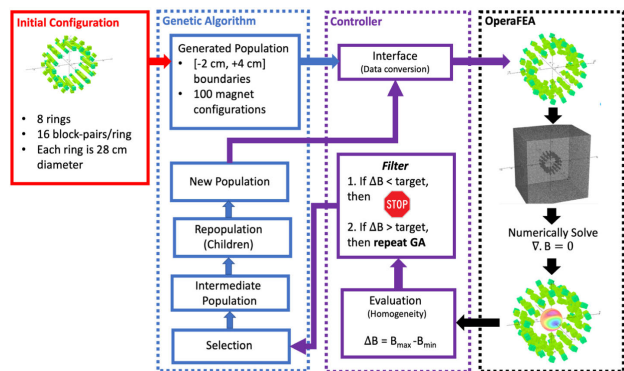 Initial Configuration
• 8 rings
• 16 block-pairs/ring
• Each ring is 28 cm
diameter
Genetic Algorithm
Generated Population
• [-2 cm, +4 cm]
boundaries
• 100 magnet
configurations
New Population
Repopulation
(Children)
Intermediate
Population
Selection
Controller
Interface
(Data conversion)
Filter
1. If ΔB < target,
then
STOP
2. If ΔB > target,
then repeat GA
Evaluation
(Homogeneity)
ΔB = Bmax-Bmin
OperaFEA
Numerically Solve
∇. B = 0